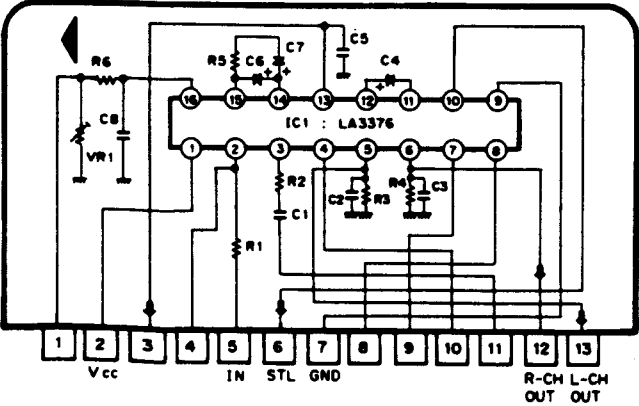 C7
C5
R6
R5
C6
C4
+
+
+
16
15
14
13
12
11
10
9
C8
IC1 : LA3376
VR1
1
2
3
4
5
6
7
8
R2
C2
R3
R4
C3
C1
R1
1
2
3
4
5
6
7
8
9
10
11
12
13
Vcc
IN
STL
GND
R-CH
OUT
L-CH
OUT